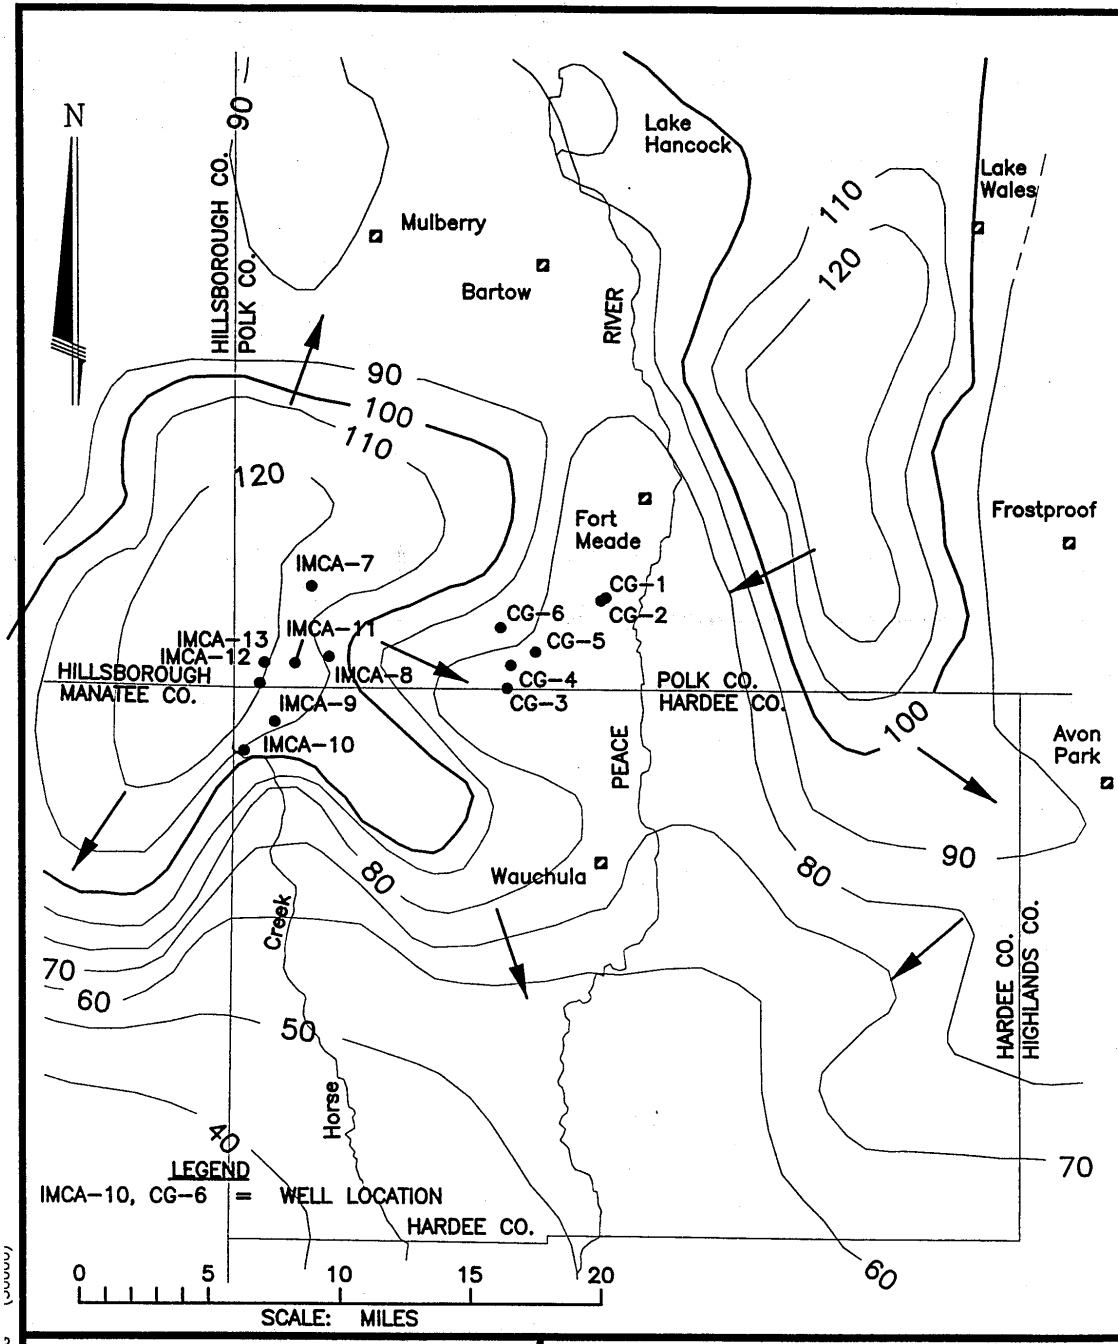 N
90
HILLSBOROUGH CO.
POLK CO.
Lake
Hancock
Lake
Wales
Mulberry
Bartow
RIVER
110
120
90
100
110
120
Frostproof
Fort
Meade
IMCA-7
CG-1
CG-2
CG-6
CG-5
IMCA-13
IMCA-11
IMCA-12
IMCA-8
CG-4
CG-3
HILLSBOROUGH
MANATEE CO.
POLK CO.
HARDEE CO.
IMCA-9
IMCA-10
100
Avon
Park
PEACE
90
80
80
Wauchula
Creek
70
60
50
HARDEE CO.
HIGHLANDS CO.
Horse
40
70
LEGEND
IMCA-10, CG-6 = WELL LOCATION
HARDEE CO.
60
0 5 10 15 20
SCALE: MILES